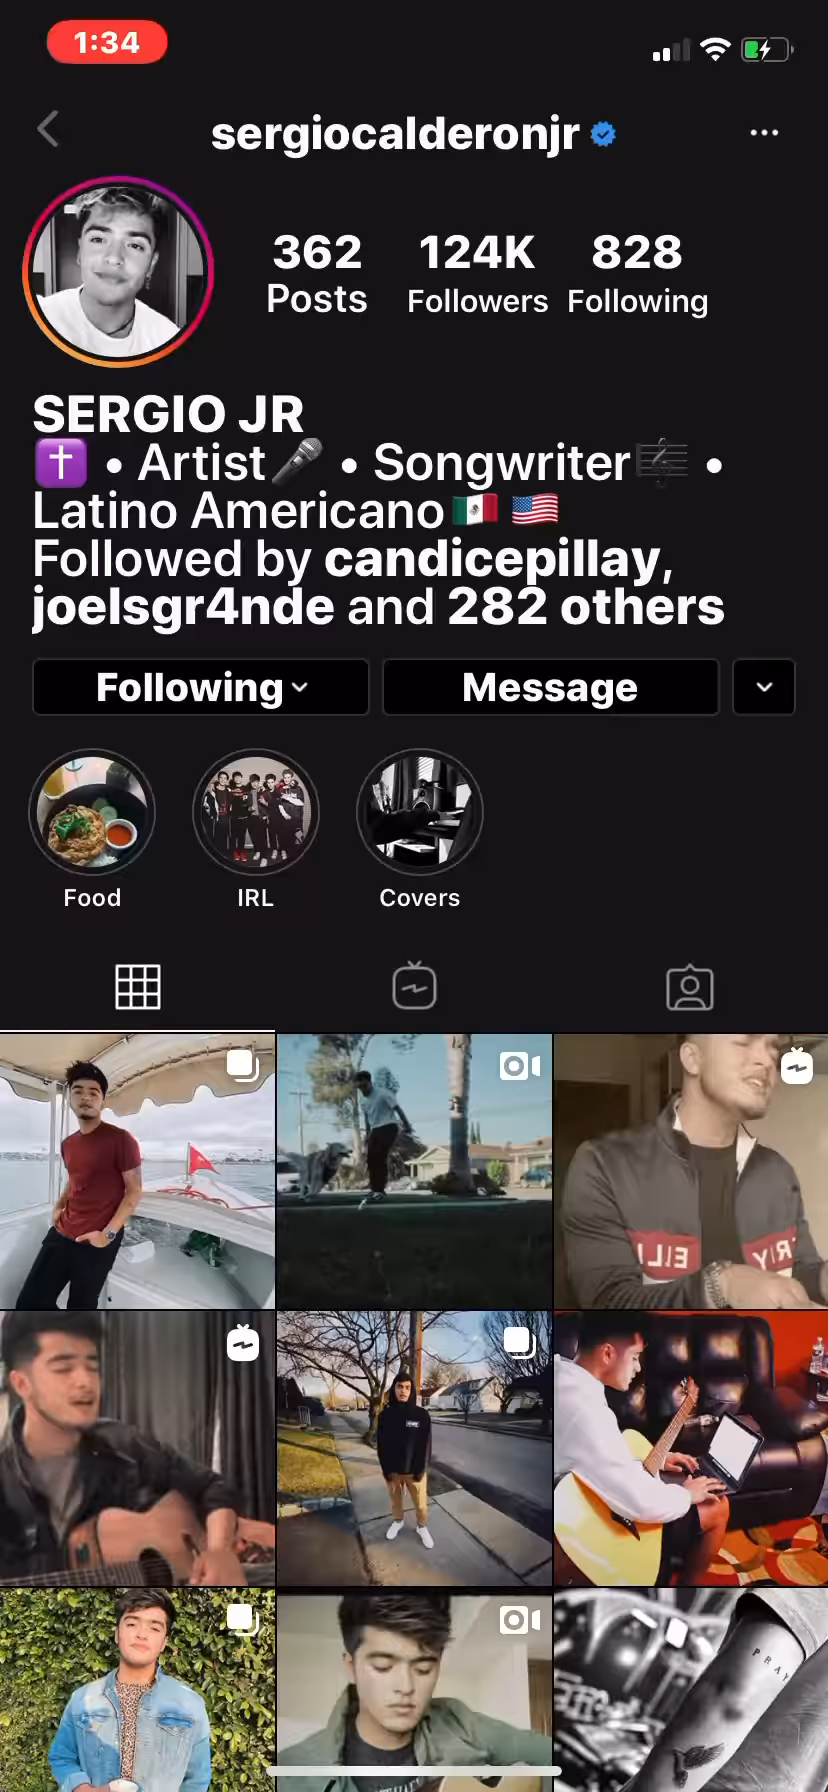 1:34
sergiocalderonjr
362 124K 828
Posts Followers Following
SERGIO JR
✝️ • Artist🎤 • Songwriter🎼 •
Latino Americano🇲🇽 🇺🇸
Followed by candicepillay,
joelsgr4nde and 282 others
Following Message
Food IRL Covers
PRAY